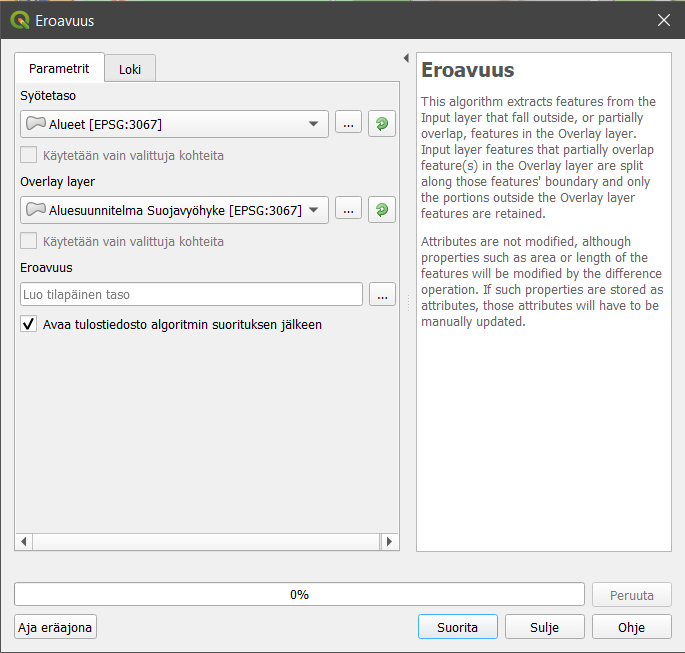 Eroavuus
Parametrit
Loki
Syötetaso
Alueet [EPSG:3067]
...
Käytetään vain valittuja kohteita
Overlay layer
Aluesuunnitelma Suojavyöhyke [EPSG:3067]
...
Käytetään vain valittuja kohteita
Eroavuus
Luo tilapäinen taso
...
Avaa tulostiedosto algoritmin suorituksen jälkeen
Eroavuus
This algorithm extracts features from the
Input layer that fall outside, or partially
overlap, features in the Overlay layer.
Input layer features that partially overlap
feature(s) in the Overlay layer are split
along those features' boundary and only
the portions outside the Overlay layer
features are retained.
Attributes are not modified, although
properties such as area or length of the
features will be modified by the difference
operation. If such properties are stored as
attributes, those attributes will have to be
manually updated.
0%
Peruuta
Aja eräajona
Suorita
Sulje
Ohje